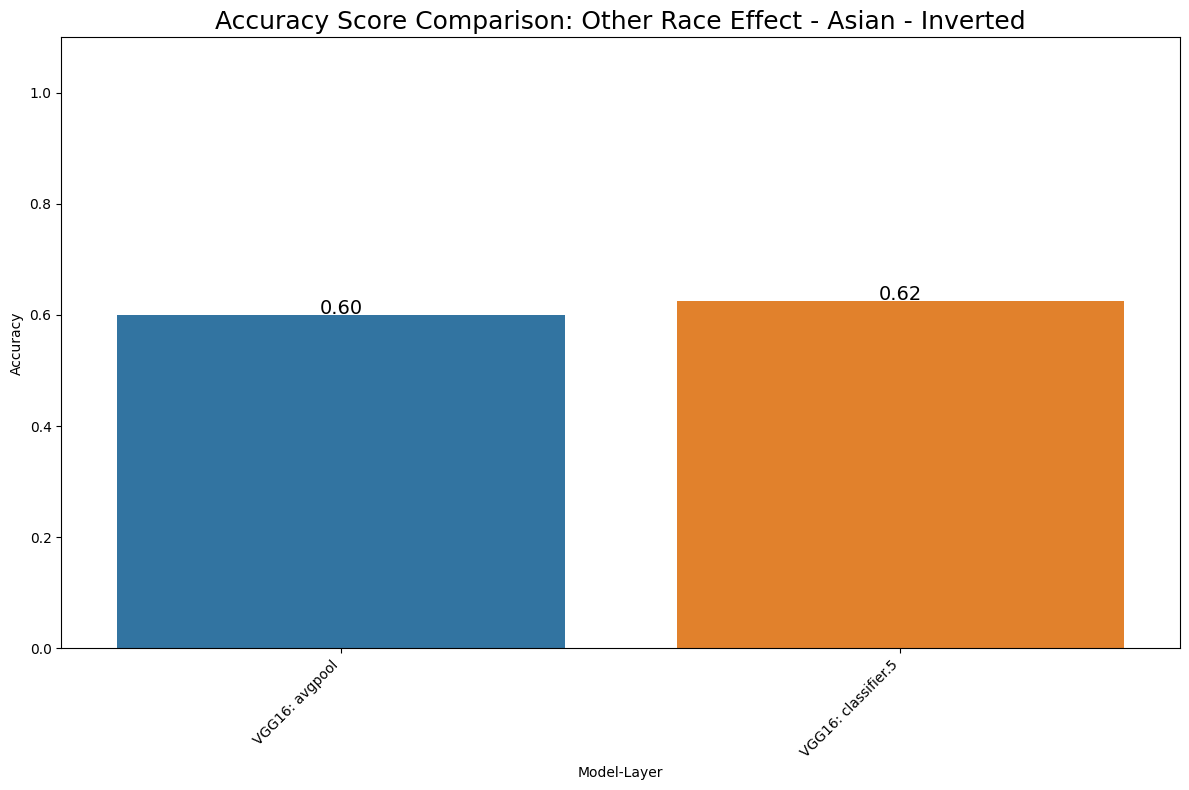 Accuracy Score Comparison: Other Race Effect - Asian - Inverted
1.0
0.8
0.6
0.4
0.2
0.0
Accuracy
0.60
0.62
VGG16: avgpool
VGG16: classifier.5
Model-Layer